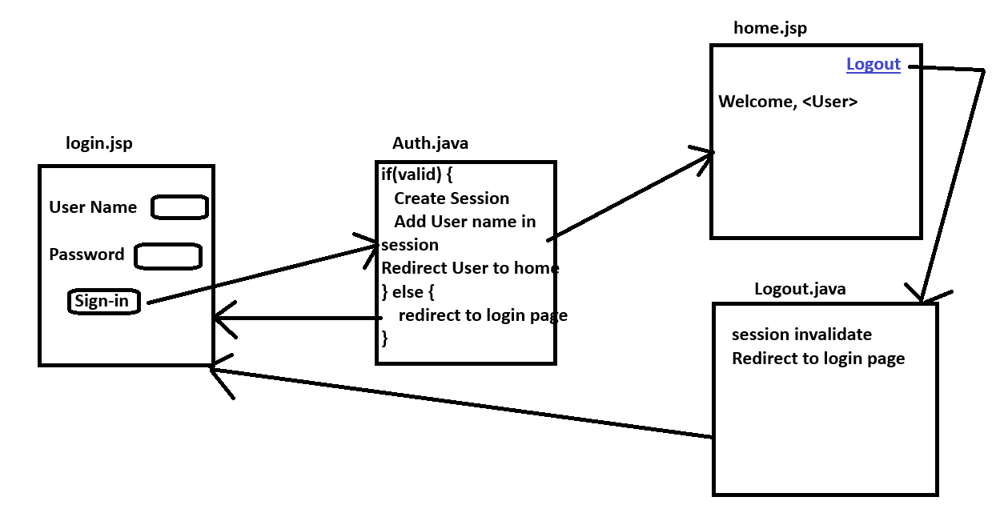 home.jsp
Logout
Welcome, <User>
login.jsp
User Name
Password
Sign-in
Auth.java
if(valid) {
Create Session
Add User name in
session
Redirect User to home
} else {
redirect to login page
}
Logout.java
session invalidate
Redirect to login page